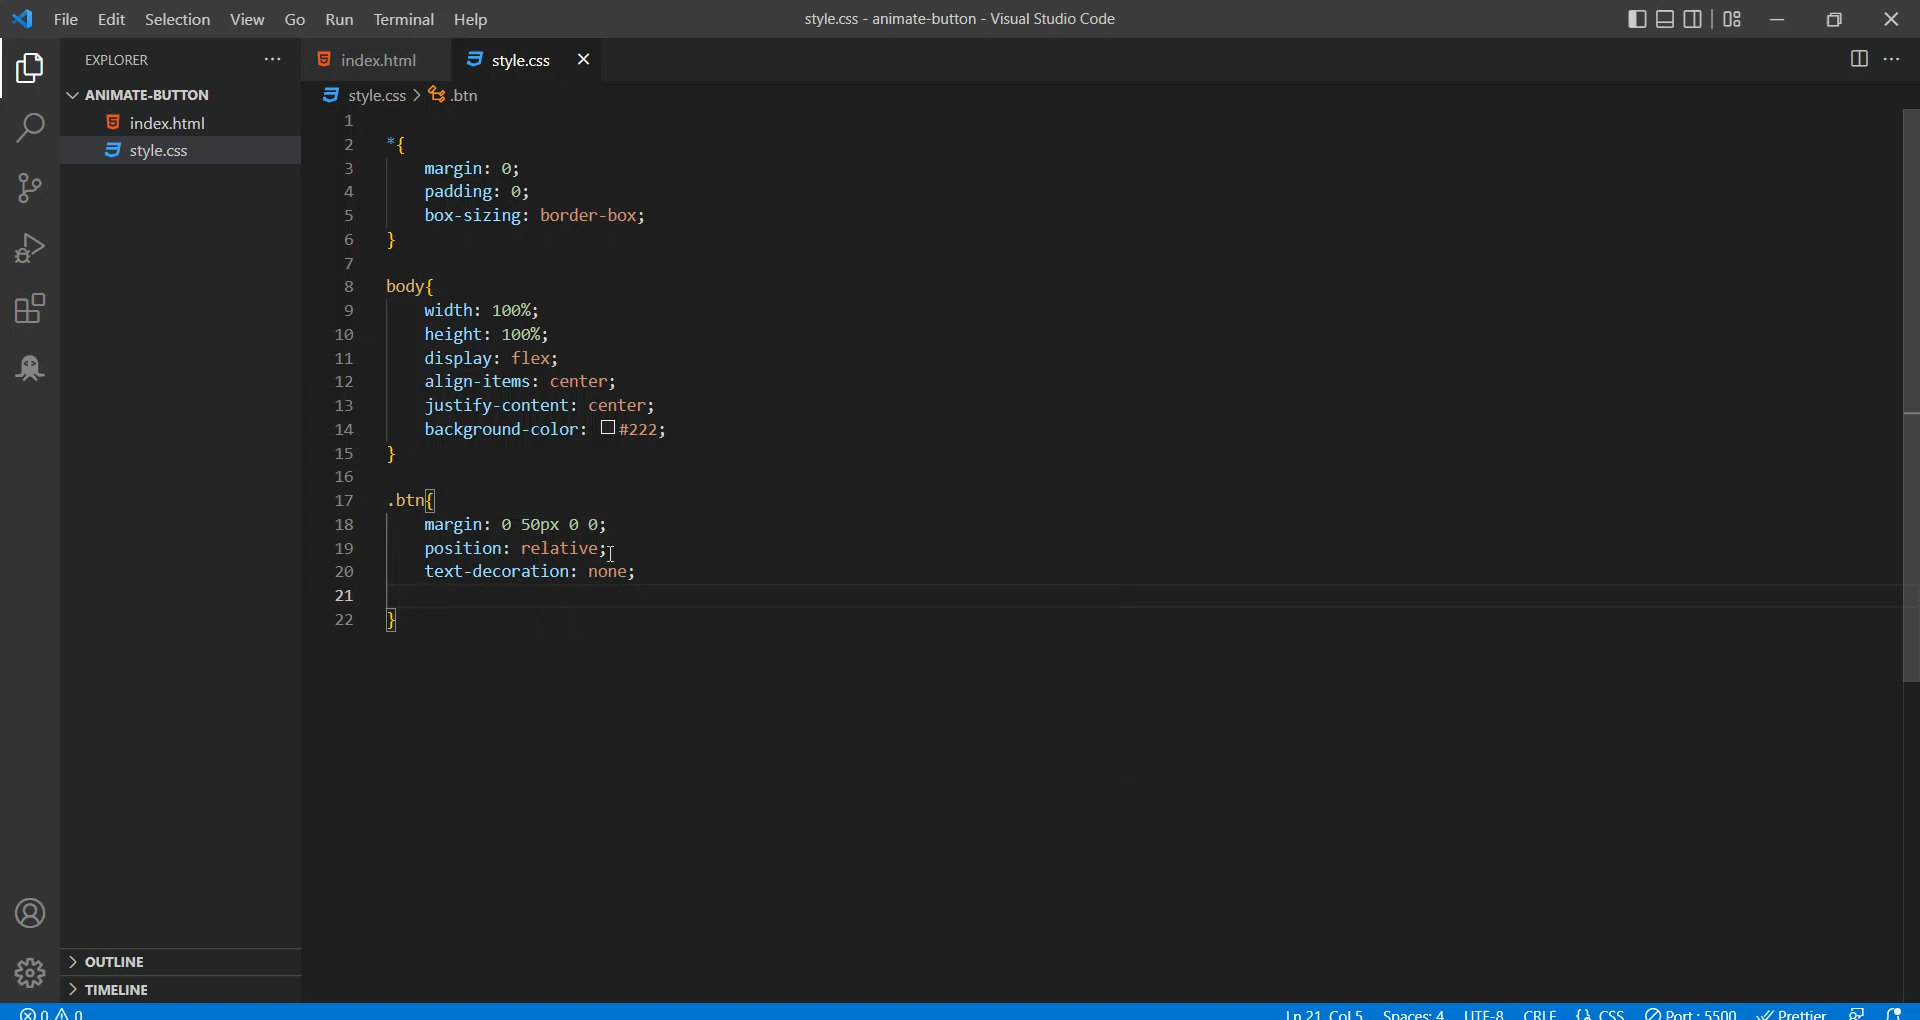 File Edit Selection View Go Run Terminal Help
style.css - animate-button - Visual Studio Code
EXPLORER
ANIMATE-BUTTON
index.html
style.css
OUTLINE
TIMELINE
index.html
style.css
style.css > .btn
1
2 *{
3 margin: 0;
4 padding: 0;
5 box-sizing: border-box;
6 }
7
8 body{
9 width: 100%;
10 height: 100%;
11 display: flex;
12 align-items: center;
13 justify-content: center;
14 background-color: #222;
15 }
16
17 .btn{
18 margin: 0 50px 0 0;
19 position: relative;
20 text-decoration: none;
21
22 }
0 0 Ln 21, Col 5 Spaces: 4 UTF-8 CRLF {} CSS Port : 5500 Prettier